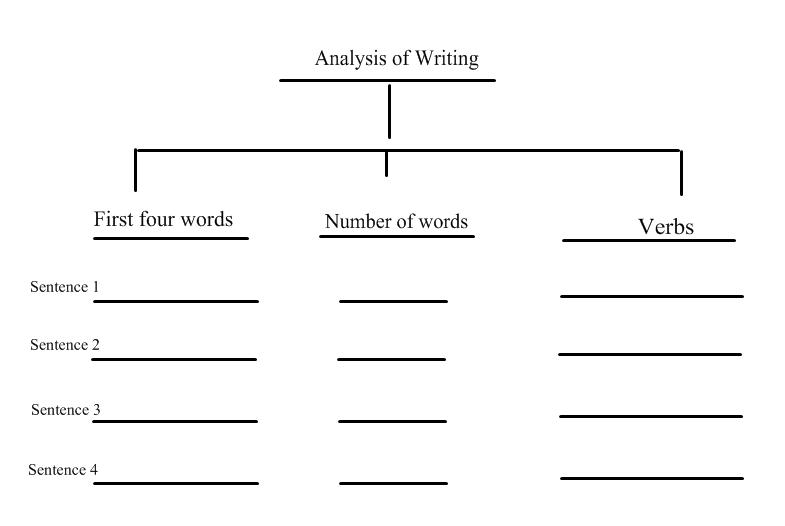 Analysis of Writing
First four words
Number of words
Verbs
Sentence 1
Sentence 2
Sentence 3
Sentence 4